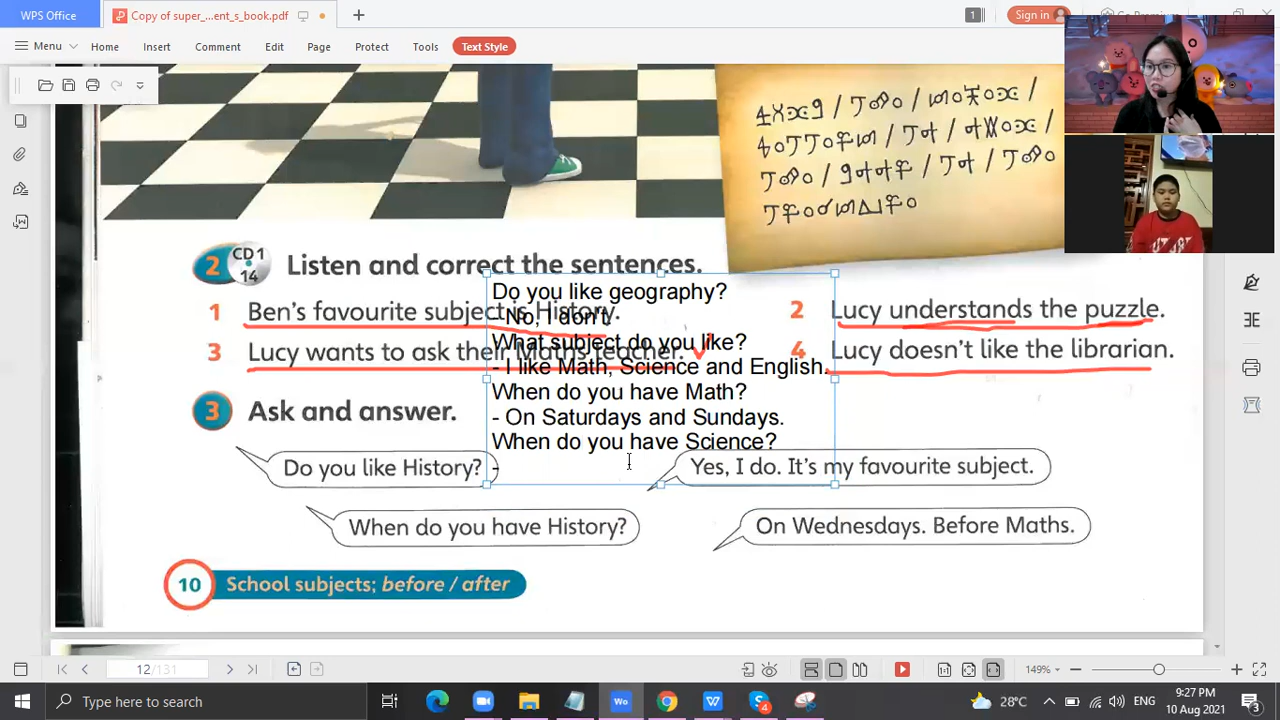 WPS Office
Copy of super_...ent_s_book.pdf
1
Sign in
Go Premium
Menu
Home
Insert
Comment
Edit
Page
Protect
Tools
Text Style
2
CD1
14
Listen and correct the sentences.
1 Ben's favourite subject is History.
2 Lucy understands the puzzle.
3 Lucy wants to ask their Maths teacher.
4 Lucy doesn't like the librarian.
Do you like geography?
- No, I don't.
What subject do you like?
- I like Math, Science and English.
When do you have Math?
- On Saturdays and Sundays.
When do you have Science?
-
3 Ask and answer.
Do you like History?
Yes, I do. It's my favourite subject.
When do you have History?
On Wednesdays. Before Maths.
10 School subjects; before / after
12/131
149%
Type here to search
28°C
ENG
9:27 PM
10 Aug 2021